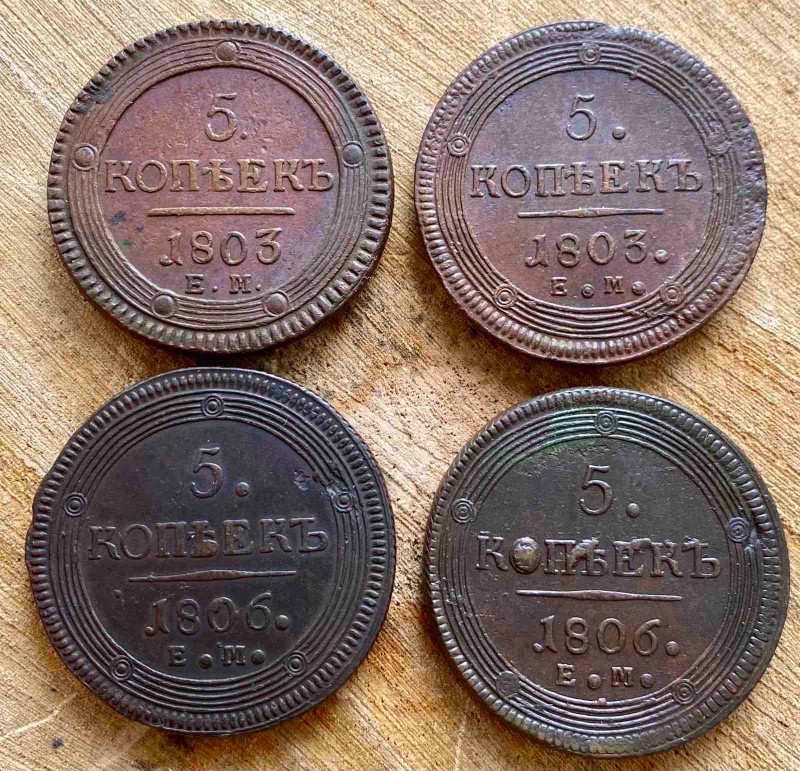 5.
КОПѢЕКЪ
1803
Е. М.
5.
КОПѢЕКЪ
1803.
Е. М.
5.
КОПѢЕКЪ
1806.
Е. М.
5.
КОПѢЕКЪ
1806.
Е. М.